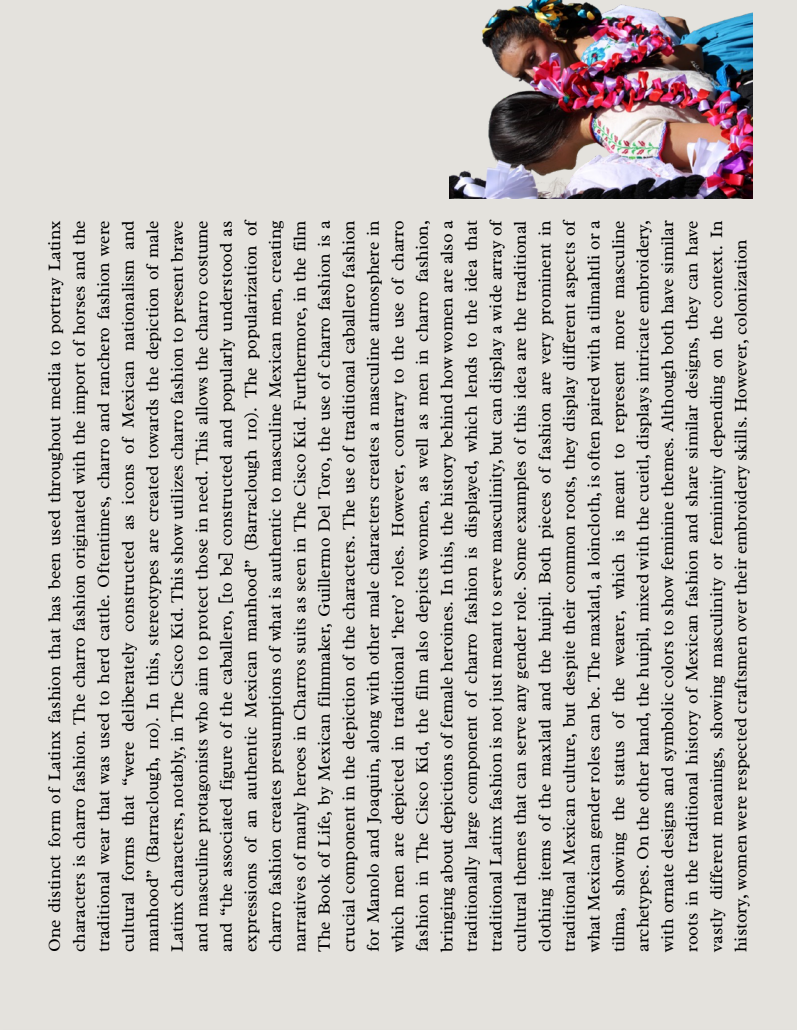 One distinct form of Latinx fashion that has been used throughout media to portray Latinx
characters is charro fashion. The charro fashion originated with the import of horses and the
traditional wear that was used to herd cattle. Oftentimes, charro and ranchero fashion were
cultural forms that “were deliberately constructed as icons of Mexican nationalism and
manhood” (Barraclough, 110). In this, stereotypes are created towards the depiction of male
Latinx characters, notably, in The Cisco Kid. This show utilizes charro fashion to present brave
and masculine protagonists who aim to protect those in need. This allows the charro costume
and “the associated figure of the caballero, [to be] constructed and popularly understood as
expressions of an authentic Mexican manhood” (Barraclough 110). The popularization of
charro fashion creates presumptions of what is authentic to masculine Mexican men, creating
narratives of manly heroes in Charros suits as seen in The Cisco Kid. Furthermore, in the film
The Book of Life, by Mexican filmmaker, Guillermo Del Toro, the use of charro fashion is a
crucial component in the depiction of the characters. The use of traditional caballero fashion
for Manolo and Joaquin, along with other male characters creates a masculine atmosphere in
which men are depicted in traditional ‘hero’ roles. However, contrary to the use of charro
fashion in The Cisco Kid, the film also depicts women, as well as men in charro fashion,
bringing about depictions of female heroines. In this, the history behind how women are also a
traditionally large component of charro fashion is displayed, which lends to the idea that
traditional Latinx fashion is not just meant to serve masculinity, but can display a wide array of
cultural themes that can serve any gender role. Some examples of this idea are the traditional
clothing items of the maxlatl and the huipil. Both pieces of fashion are very prominent in
traditional Mexican culture, but despite their common roots, they display different aspects of
what Mexican gender roles can be. The maxlatl, a loincloth, is often paired with a tilmahtli or a
tilma, showing the status of the wearer, which is meant to represent more masculine
archetypes. On the other hand, the huipil, mixed with the cueitl, displays intricate embroidery,
with ornate designs and symbolic colors to show feminine themes. Although both have similar
roots in the traditional history of Mexican fashion and share similar designs, they can have
vastly different meanings, showing masculinity or femininity depending on the context. In
history, women were respected craftsmen over their embroidery skills. However, colonization